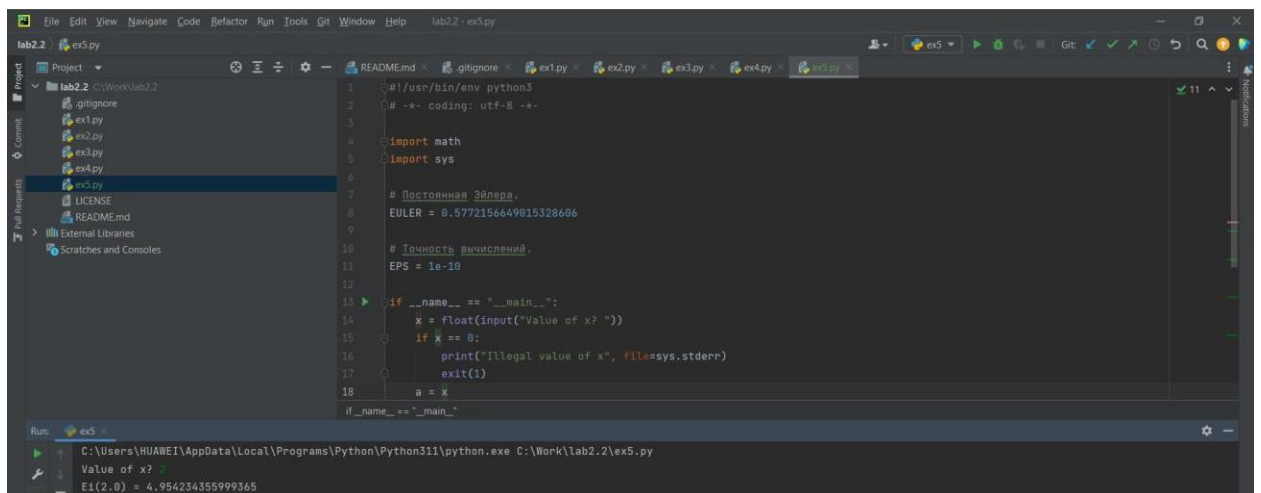 File Edit View Navigate Code Refactor Run Tools Git Window Help lab2.2 - ex5.py
lab2.2 ex5.py ex5 Git:
Project README.md .gitignore ex1.py ex2.py ex3.py ex4.py ex5.py
Project
Commit
Pull Requests
lab2.2 C:\Work\lab2.2
.gitignore
ex1.py
ex2.py
ex3.py
ex4.py
ex5.py
LICENSE
README.md
External Libraries
Scratches and Consoles
1 #!/usr/bin/env python3
2 # -*- coding: utf-8 -*-
3
4 import math
5 import sys
6
7 # Постоянная Эйлера.
8 EULER = 0.5772156649015328606
9
10 # Точность вычислений.
11 EPS = 1e-10
12
13 if __name__ == "__main__":
14 x = float(input("Value of x? "))
15 if x == 0:
16 print("Illegal value of x", file=sys.stderr)
17 exit(1)
18 a = x
11
Notifications
if __name__ == "__main__"
Run: ex5
C:\Users\HUAWEI\AppData\Local\Programs\Python\Python311\python.exe C:\Work\lab2.2\ex5.py
Value of x? 2
Ei(2.0) = 4.954234355999365